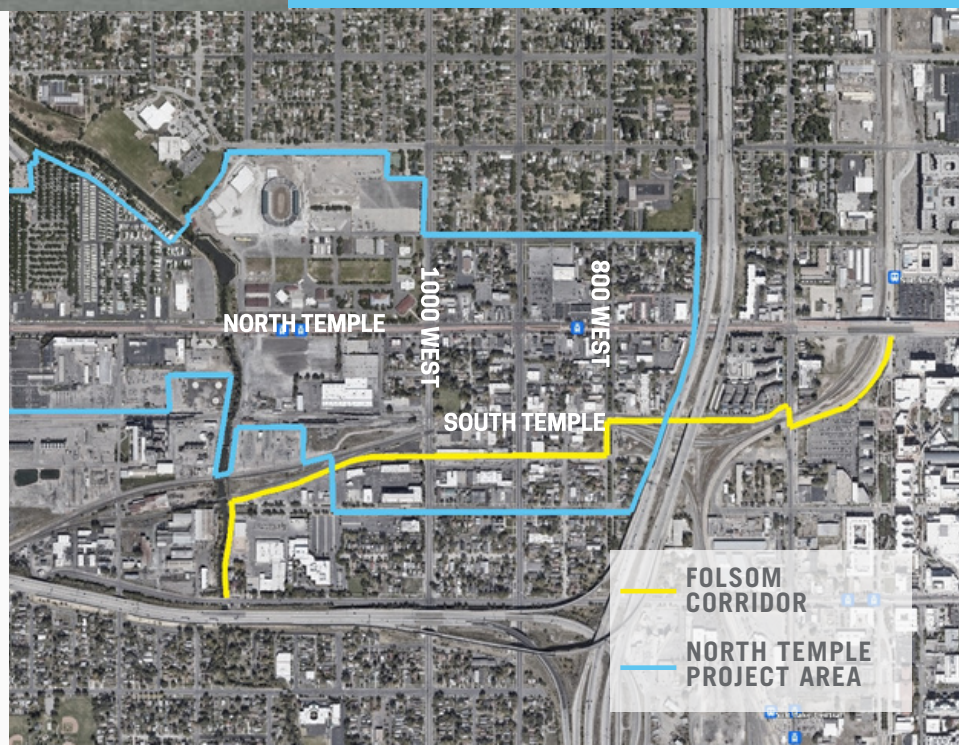 NORTH TEMPLE
1000 WEST
800 WEST
SOUTH TEMPLE
FOLSOM
CORRIDOR
NORTH TEMPLE
PROJECT AREA